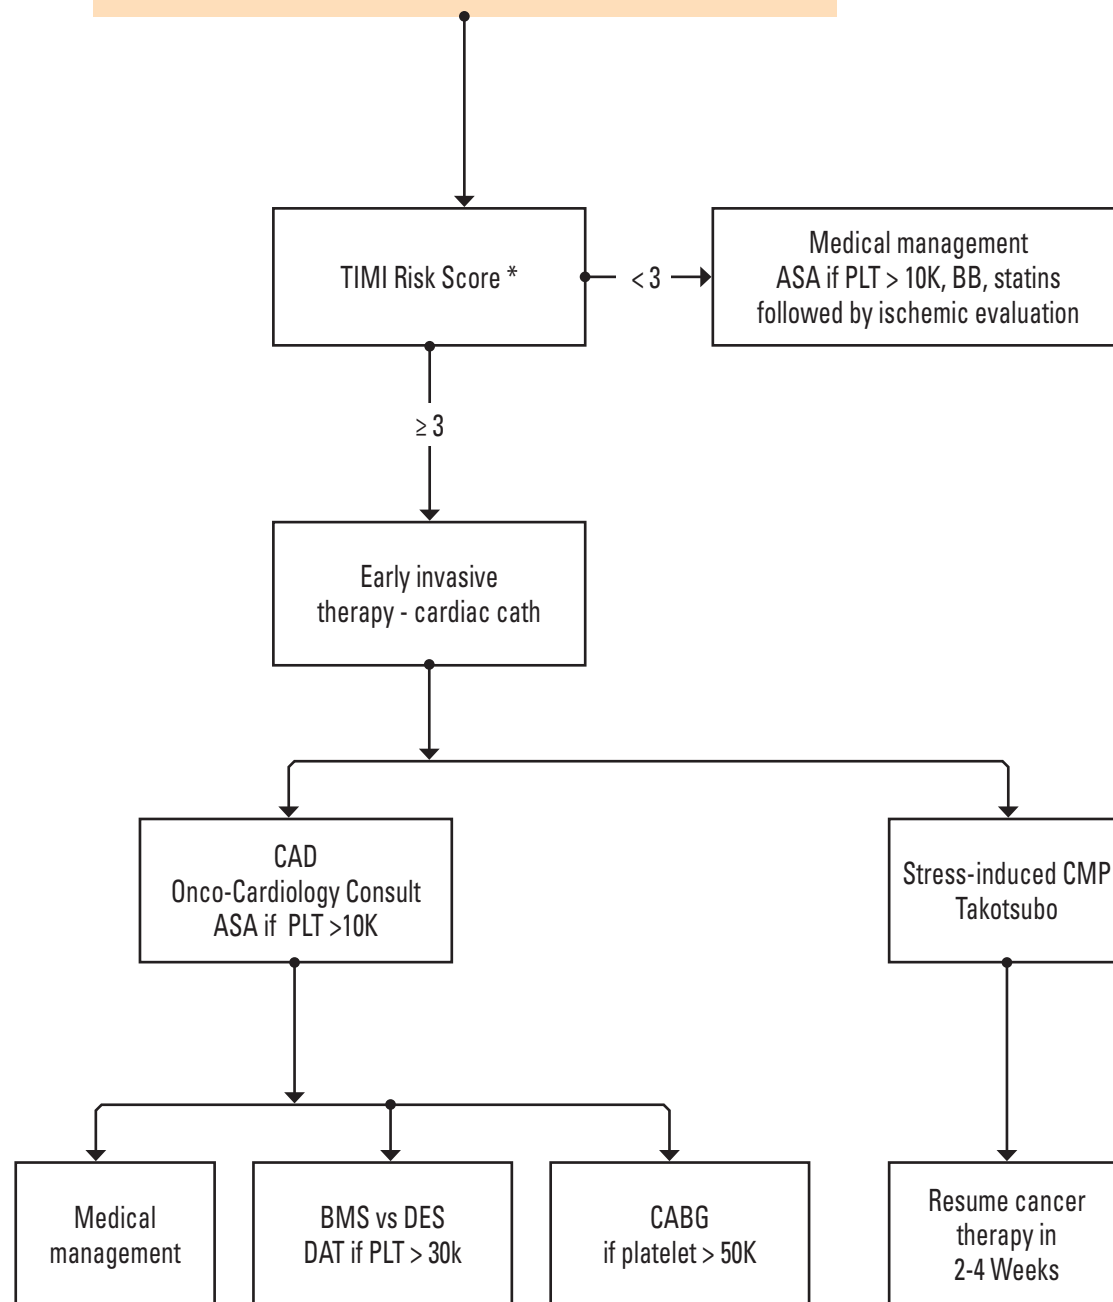 TIMI Risk Score *
< 3
Medical management
ASA if PLT > 10K, BB, statins
followed by ischemic evaluation
≥ 3
Early invasive
therapy - cardiac cath
CAD
Onco-Cardiology Consult
ASA if PLT >10K
Stress-induced CMP
Takotsubo
Medical
management
BMS vs DES
DAT if PLT > 30k
CABG
if platelet > 50K
Resume cancer
therapy in
2-4 Weeks